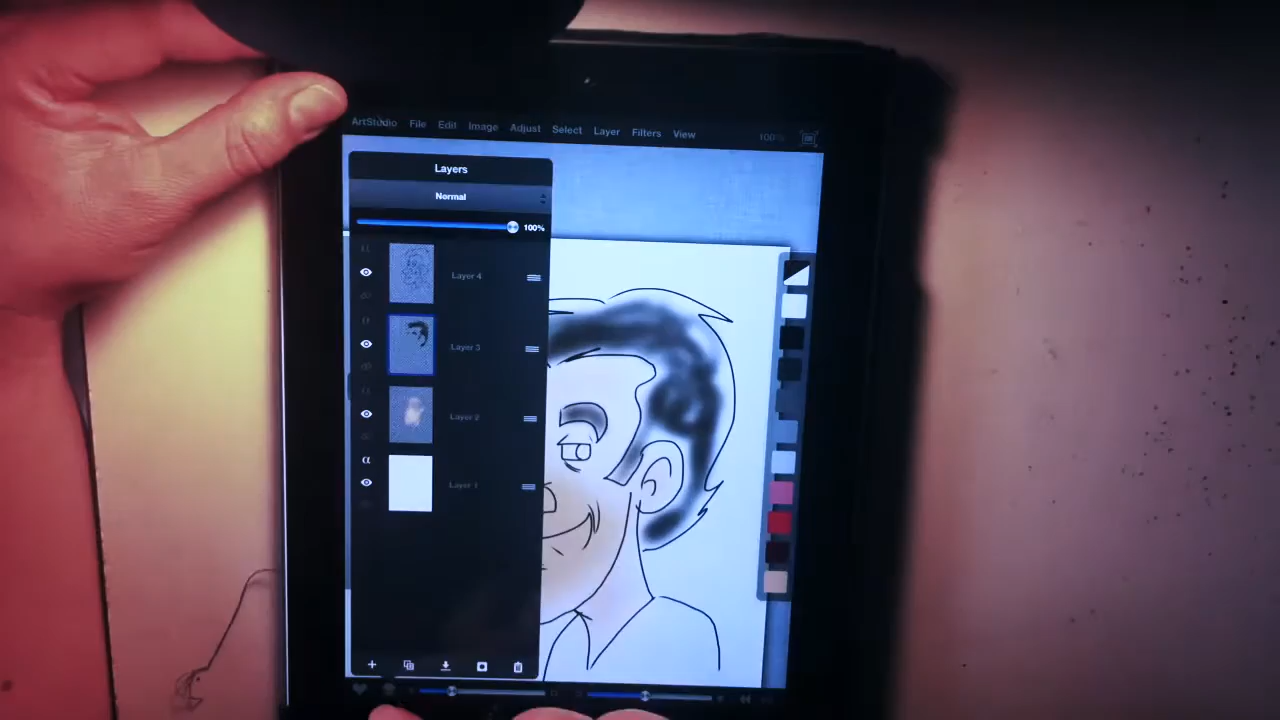 ArtStudio File Edit Image Adjust Select Layer Filters View 100%
Layers
Normal
100%
Layer 4
Layer 3
Layer 2
α
Layer 1